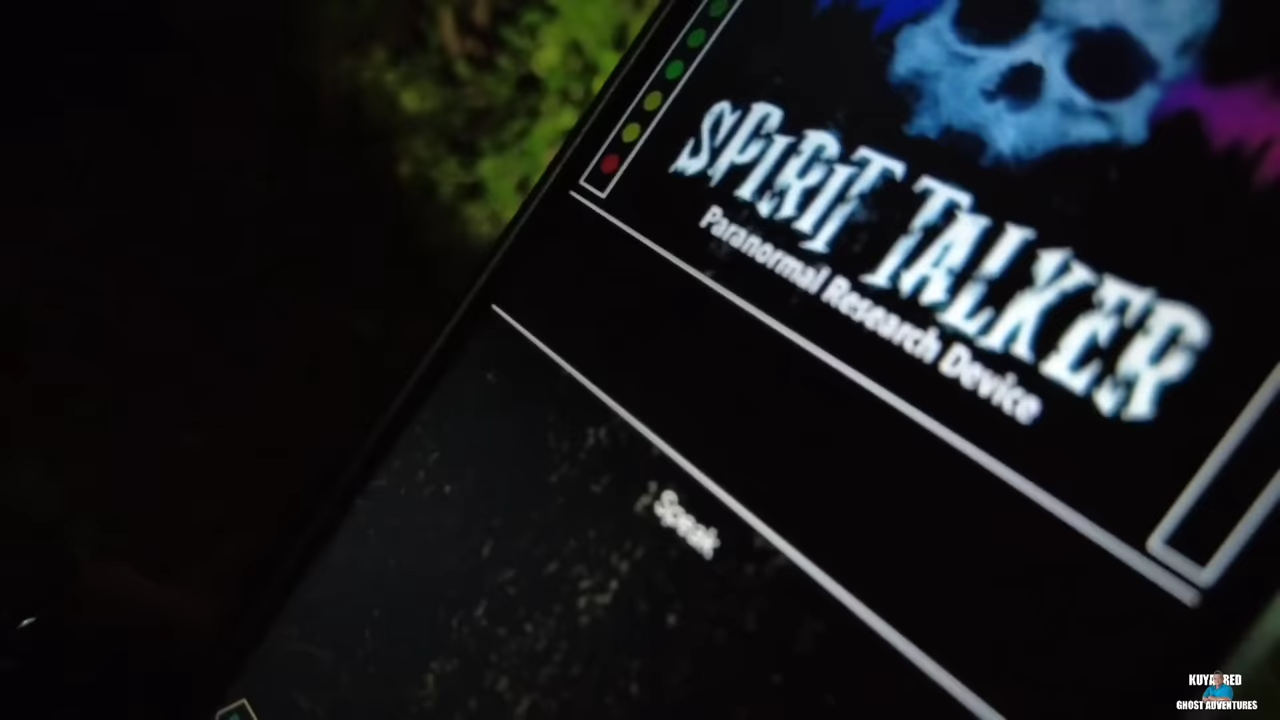 SPIRIT TALKER
Paranormal Research Device
Speak
KUYA RED
GHOST ADVENTURES